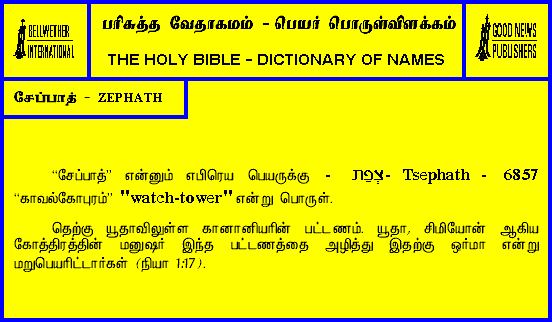 BELLWETHER
INTERNATIONAL
பரிசுத்த வேதாகமம் - பெயர் பொருள்விளக்கம்
THE HOLY BIBLE - DICTIONARY OF NAMES
GOOD NEWS
PUBLISHERS
சேப்பாத் - ZEPHATH
“சேப்பாத்” என்னும் எபிரெய பெயருக்கு - צְפַת - Tsephath - 6857
“காவல்கோபுரம்” "watch-tower" என்று பொருள்.
தெற்கு யூதாவிலுள்ள கானானியரின் பட்டணம். யூதா, சிமியோன் ஆகிய
கோத்திரத்தின் மனுஷர் இந்த பட்டணத்தை அழித்து இதற்கு ஒர்மா என்று
மறுபெயரிட்டார்கள் (நியா 1:17).